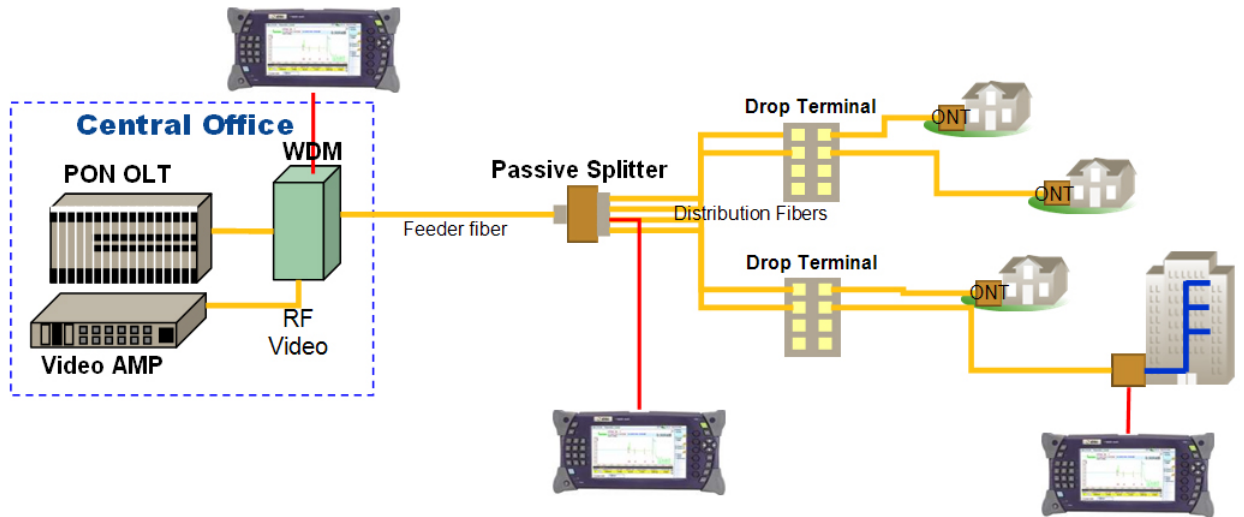 Central Office
WDM
PON OLT
RF
Video
Video AMP
Feeder fiber
Passive Splitter
Distribution Fibers
Drop Terminal
ONT
ONT
Drop Terminal
ONT